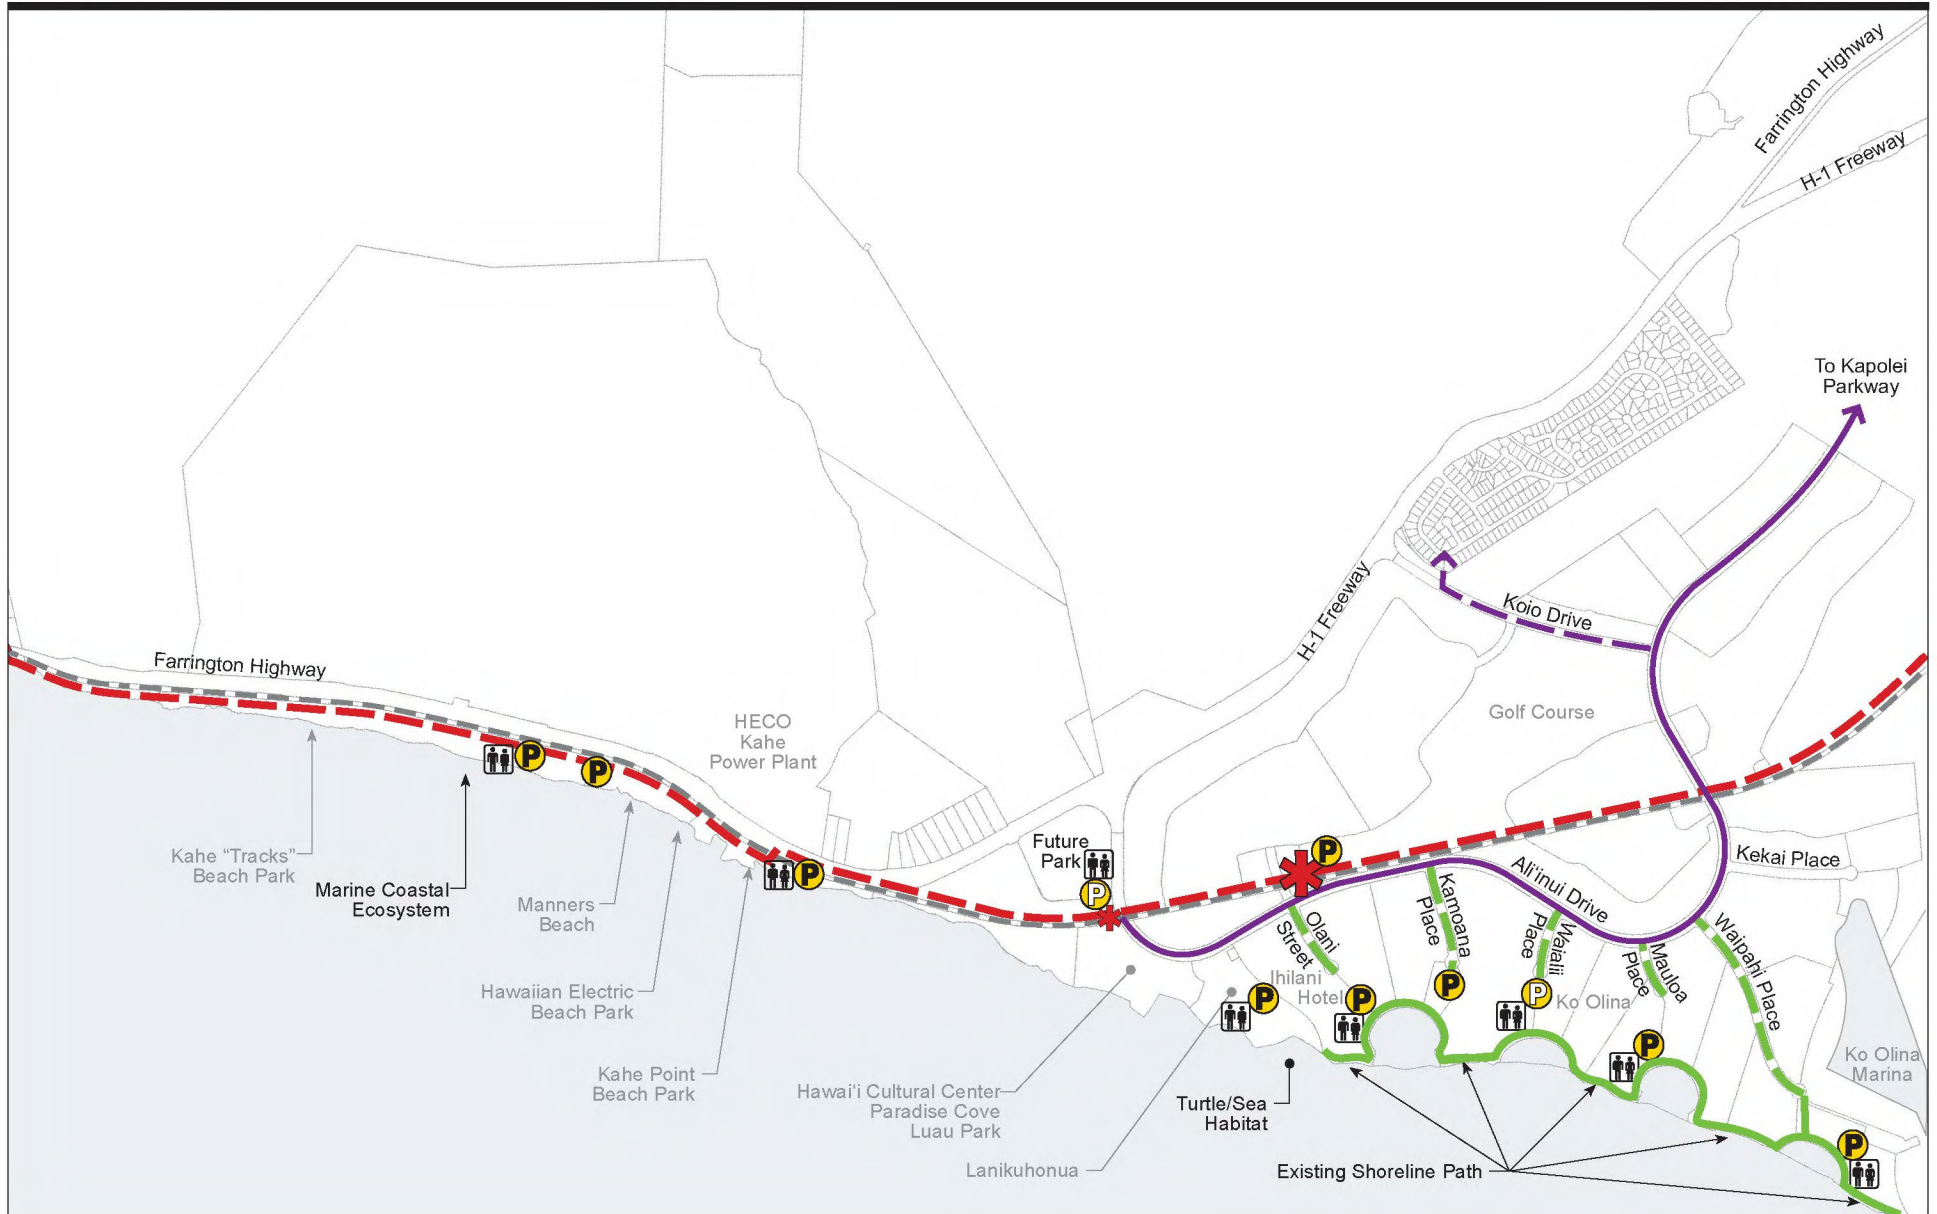 Farrington Highway
H-1 Freeway
To Kapolei
Parkway
H-1 Freeway
Koio Drive
Farrington Highway
HECO
Kahe
Power Plant
Golf Course
P
P
Kahe “Tracks”
Beach Park
Marine Coastal
Ecosystem
Manners
Beach
P
Future
Park
P
P
Kekai Place
Ali'inui Drive
Olani
Street
Kamoana
Place
Waialii
Place
Mauloa
Place
Waipahi Place
Hawaiian Electric
Beach Park
Kahe Point
Beach Park
Ihilani
Hotel
P
P
P
P
Ko Olina
P
Ko Olina
Marina
Hawai'i Cultural Center
Paradise Cove
Luau Park
Turtle/Sea
Habitat
Lanikuhonua
Existing Shoreline Path
P